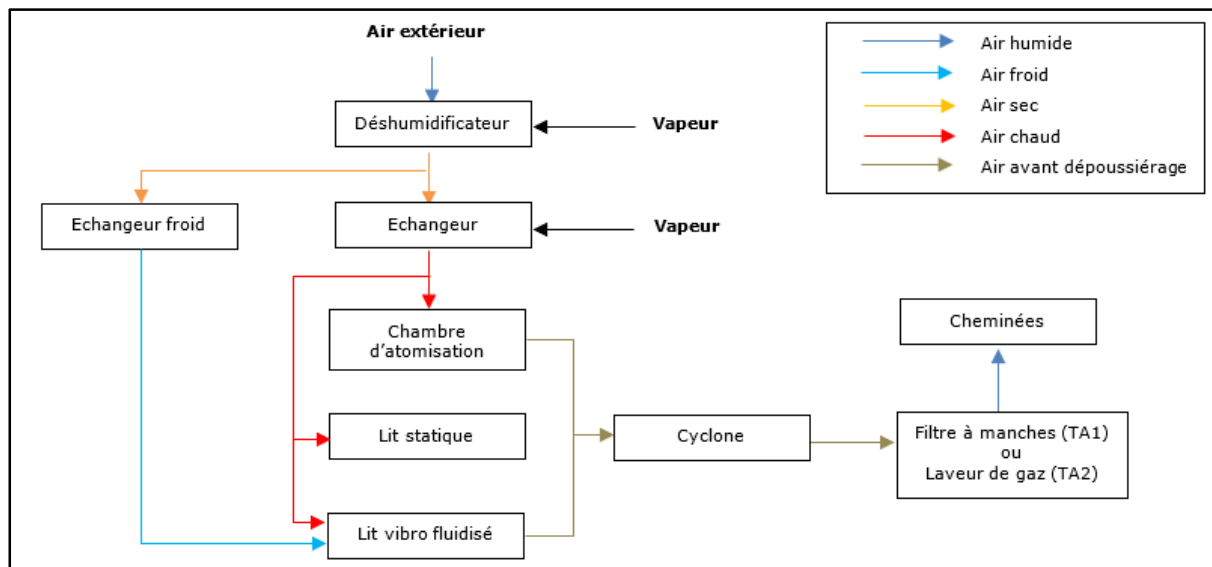 Air extérieur
Air humide
Air froid
Air sec
Air chaud
Air avant dépoussiérage
Déshumidificateur
Vapeur
Echangeur froid
Echangeur
Vapeur
Chambre
d'atomisation
Cheminées
Lit statique
Cyclone
Filtre à manches (TA1)
ou
Laveur de gaz (TA2)
Lit vibro fluidisé